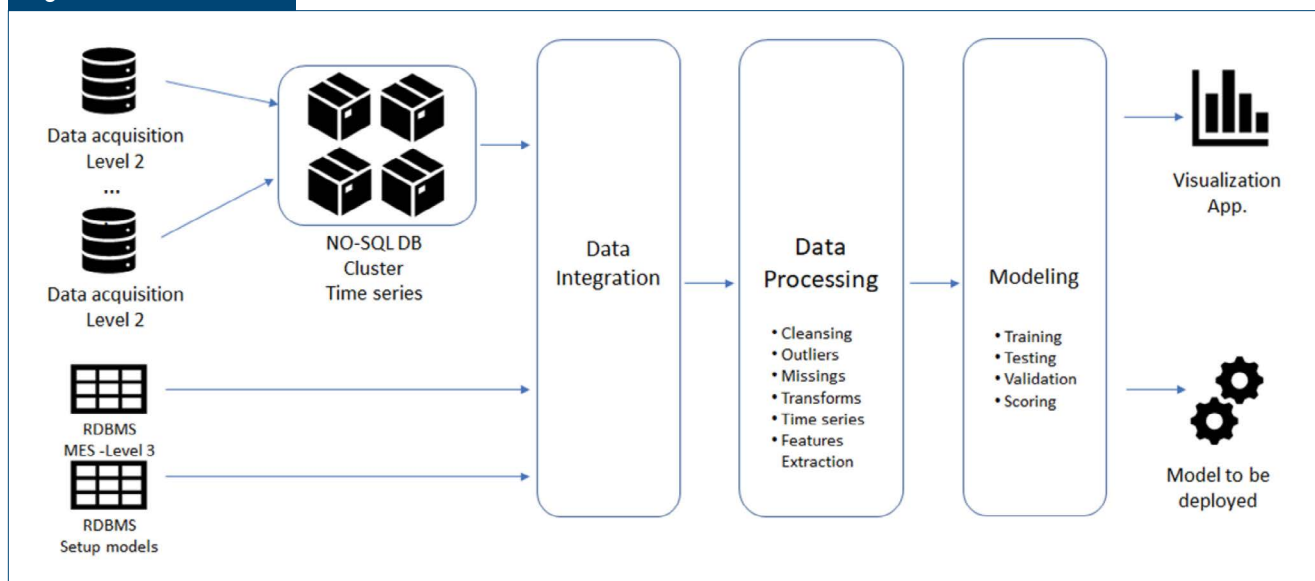 Data acquisition
Level 2
...
Data acquisition
Level 2
NO-SQL DB
Cluster
Time series
RDBMS
MES -Level 3
RDBMS
Setup models
Data
Integration
Data
Processing
• Cleansing
• Outliers
• Missings
• Transforms
• Time series
• Features
Extraction
Modeling
• Training
• Testing
• Validation
• Scoring
Visualization
App.
Model to be
deployed